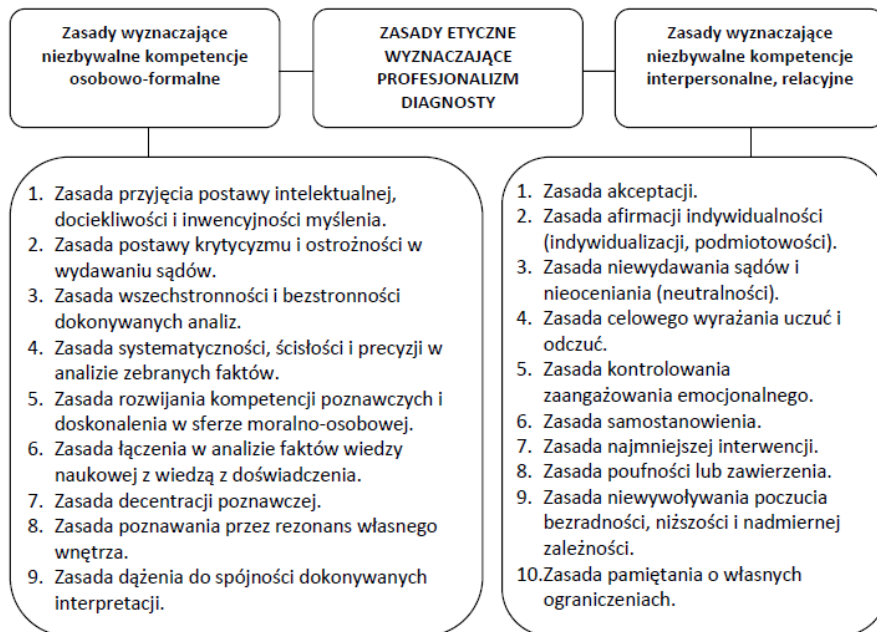 Zasady wyznaczające
niezbywalne kompetencje
osobowo-formalne
ZASADY ETYCZNE
WYZNACZAJĄCE
PROFESJONALIZM
DIAGNOSTY
Zasady wyznaczające
niezbywalne kompetencje
interpersonalne, relacyjne
1. Zasada przyjęcia postawy intelektualnej,
dociekliwości i inwencyjności myślenia.
2. Zasada postawy krytycyzmu i ostrożności w
wydawaniu sądów.
3. Zasada wszechstronności i bezstronności
dokonywanych analiz.
4. Zasada systematyczności, ścisłości i precyzji w
analizie zebranych faktów.
5. Zasada rozwijania kompetencji poznawczych i
doskonalenia w sferze moralno-osobowej.
6. Zasada łączenia w analizie faktów wiedzy
naukowej z wiedzą z doświadczenia.
7. Zasada decentracji poznawczej.
8. Zasada poznawania przez rezonans własnego
wnętrza.
9. Zasada dążenia do spójności dokonywanych
interpretacji.
1. Zasada akceptacji.
2. Zasada afirmacji indywidualności
(indywidualizacji, podmiotowości).
3. Zasada niewydawania sądów i
nieoceniania (neutralności).
4. Zasada celowego wyrażania uczuć i
odczuć.
5. Zasada kontrolowania
zaangażowania emocjonalnego.
6. Zasada samostanowienia.
7. Zasada najmniejszej interwencji.
8. Zasada poufności lub zawierzenia.
9. Zasada niewywoływania poczucia
bezradności, niższości i nadmiernej
zależności.
10.Zasada pamiętania o własnych
ograniczeniach.